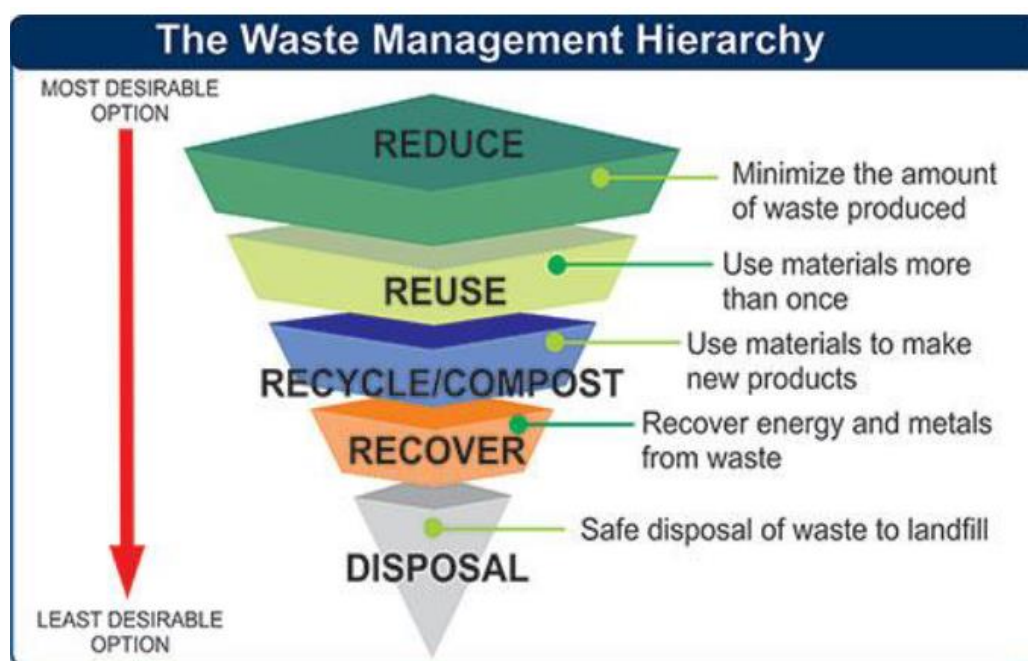 The Waste Management Hierarchy
MOST DESIRABLE
OPTION
REDUCE
Minimize the amount
of waste produced
REUSE
Use materials more
than once
RECYCLE/COMPOST
Use materials to make
new products
RECOVER
Recover energy and metals
from waste
DISPOSAL
Safe disposal of waste to landfill
LEAST DESIRABLE
OPTION